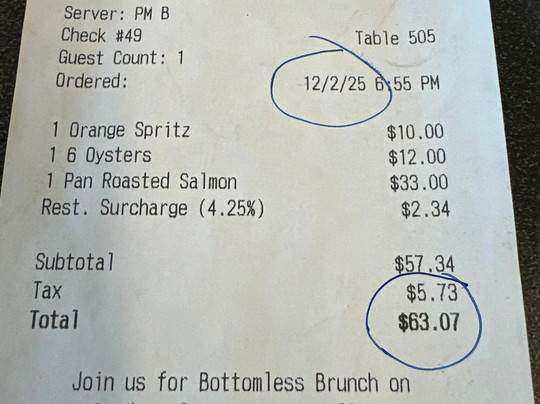 Server: PM B
Check #49 Table 505
Guest Count: 1
Ordered: 12/2/25 6:55 PM
1 Orange Spritz $10.00
1 6 Oysters $12.00
1 Pan Roasted Salmon $33.00
Rest. Surcharge (4.25%) $2.34
Subtotal $57.34
Tax $5.73
Total $63.07
Join us for Bottomless Brunch on